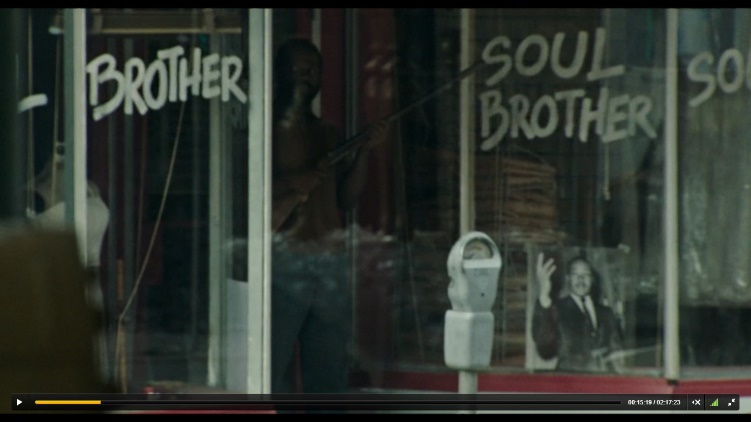 BROTHER
SOUL
BROTHER
SO
00:15:19 / 02:17:23